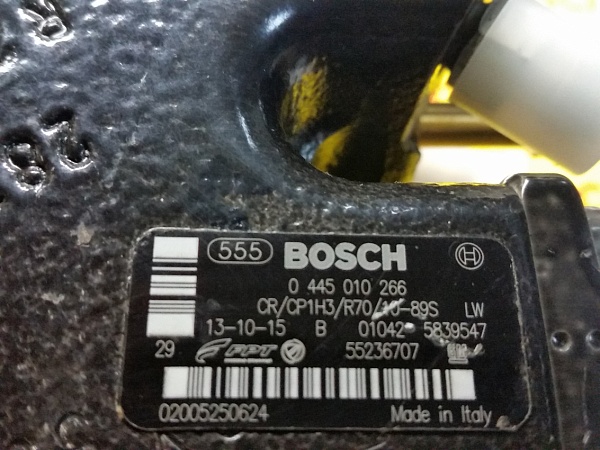 555 BOSCH
0 445 010 266
CR/CP1H3/R70/10-89S LW
13-10-15 B 01042 5839547
29 FPT 55236707
02005250624 Made in Italy